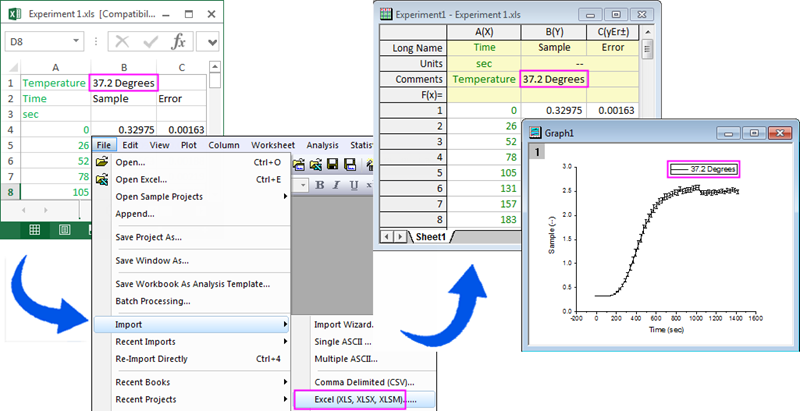 Experiment 1.xls [Compatibil...
D8
fx
A B C
1 Temperature 37.2 Degrees
2 Time Sample Error
3 sec
4 0 0.32975 0.00163
5 26
6 52
7 78
8 105
File Edit View Plot Column Worksheet Analysis Statis
Open... Ctrl+O
Open Excel... Ctrl+E
Open Sample Projects
Append...
Save Project As...
Save Window As...
Save Workbook As Analysis Template...
Batch Processing...
Import
Recent Imports
Re-Import Directly Ctrl+4
Recent Books
Recent Projects
B I U
Import Wizard...
Single ASCII ...
Multiple ASCII...
Comma Delimited (CSV)...
Excel (XLS, XLSX, XLSM)......
Experiment1 - Experiment 1.xls
A(X) B(Y) C(yEr±)
Long Name Time Sample Error
Units sec --
Comments Temperature 37.2 Degrees
F(x)=
1 0 0.32975 0.00163
2 26
3 52
4 78
5 105
6 131
7 157
8 183
Sheet1
Graph1
1
37.2 Degrees
3.0
2.5
2.0
1.5
1.0
0.5
0.0
Sample (--)
-200 0 200 400 600 800 1000 1200 1400 1600
Time (sec)